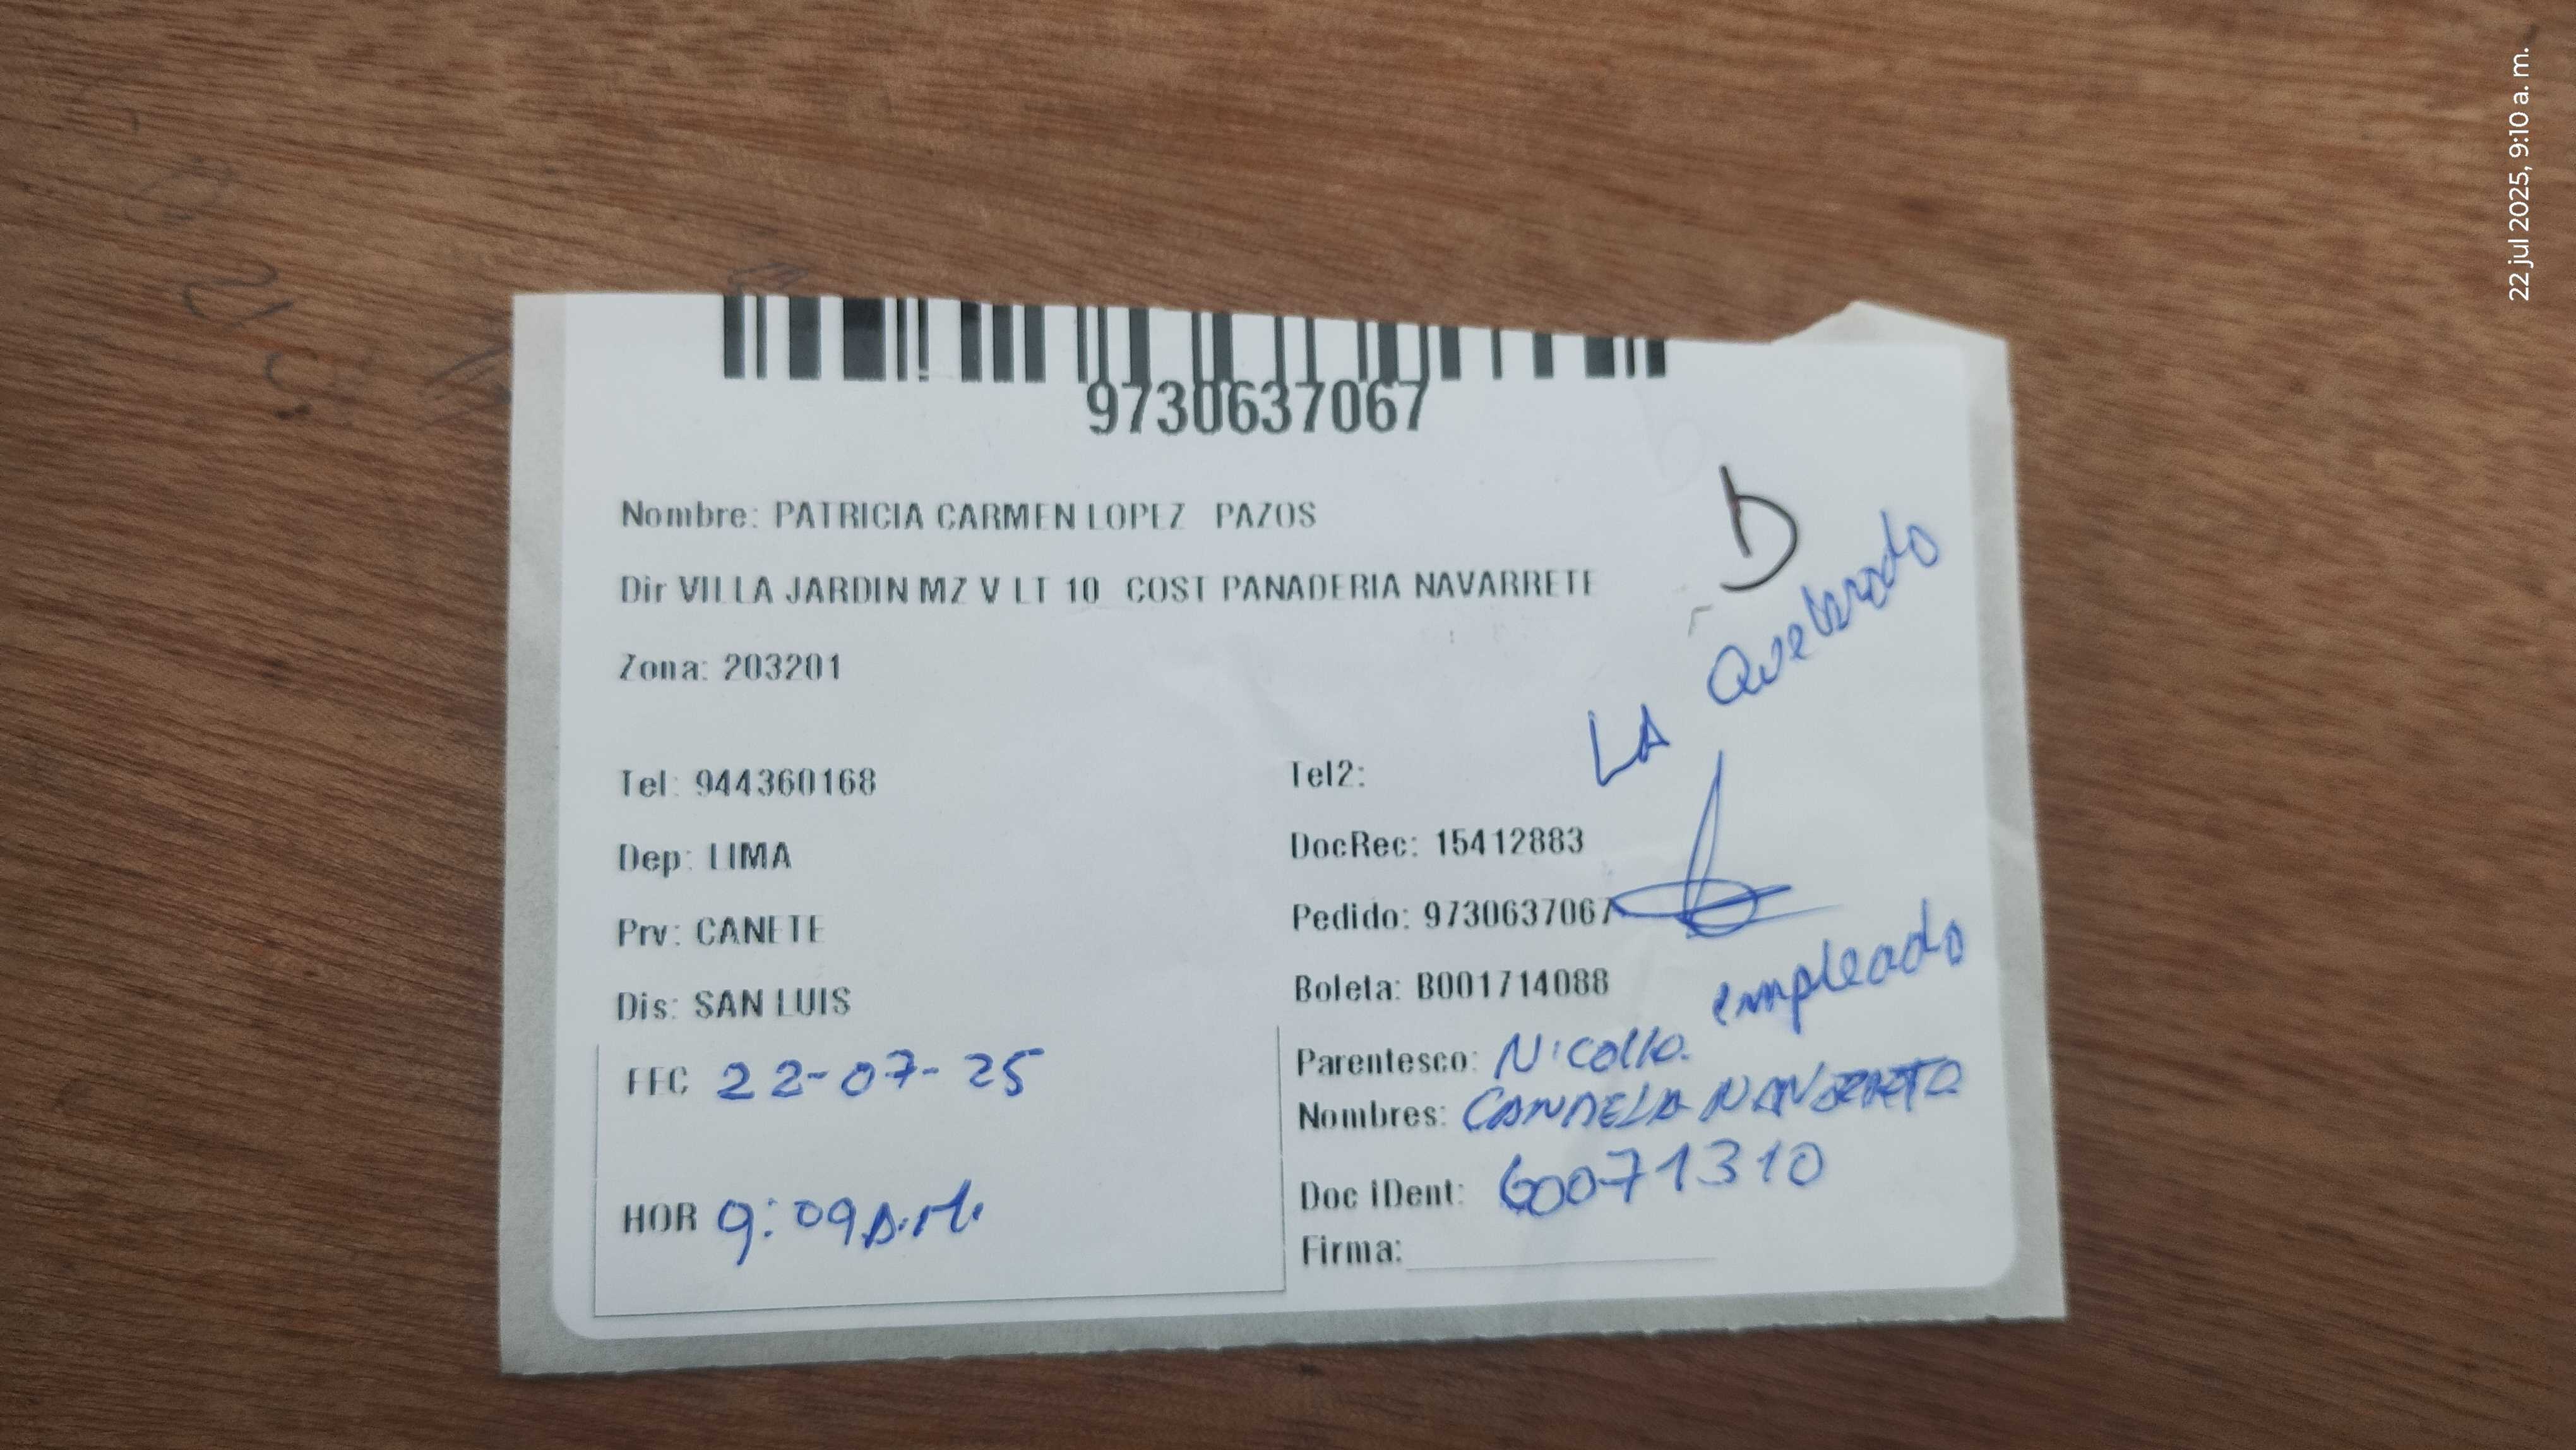 22 jul 2025, 9:10 a. m.
9730637067
Nombre: PATRICIA CARMEN LOPEZ PAZOS
D
Dir VILLA JARDIN MZ V LT 10 COST PANADERIA NAVARRETE
LA Quebrada
Zona: 203201
Tel: 944360168
Tel2:
Dep: LIMA
DocRec: 15412883
Prv: CANETE
Pedido: 9730637067
Dis: SAN LUIS
Boleta: B001714088
empleado
FEC 22-07-25
Parentesco: Nicolle
Nombres: CANDELA
HOR 9:09 A.M.
Doc iDent: 60071310
Firma: